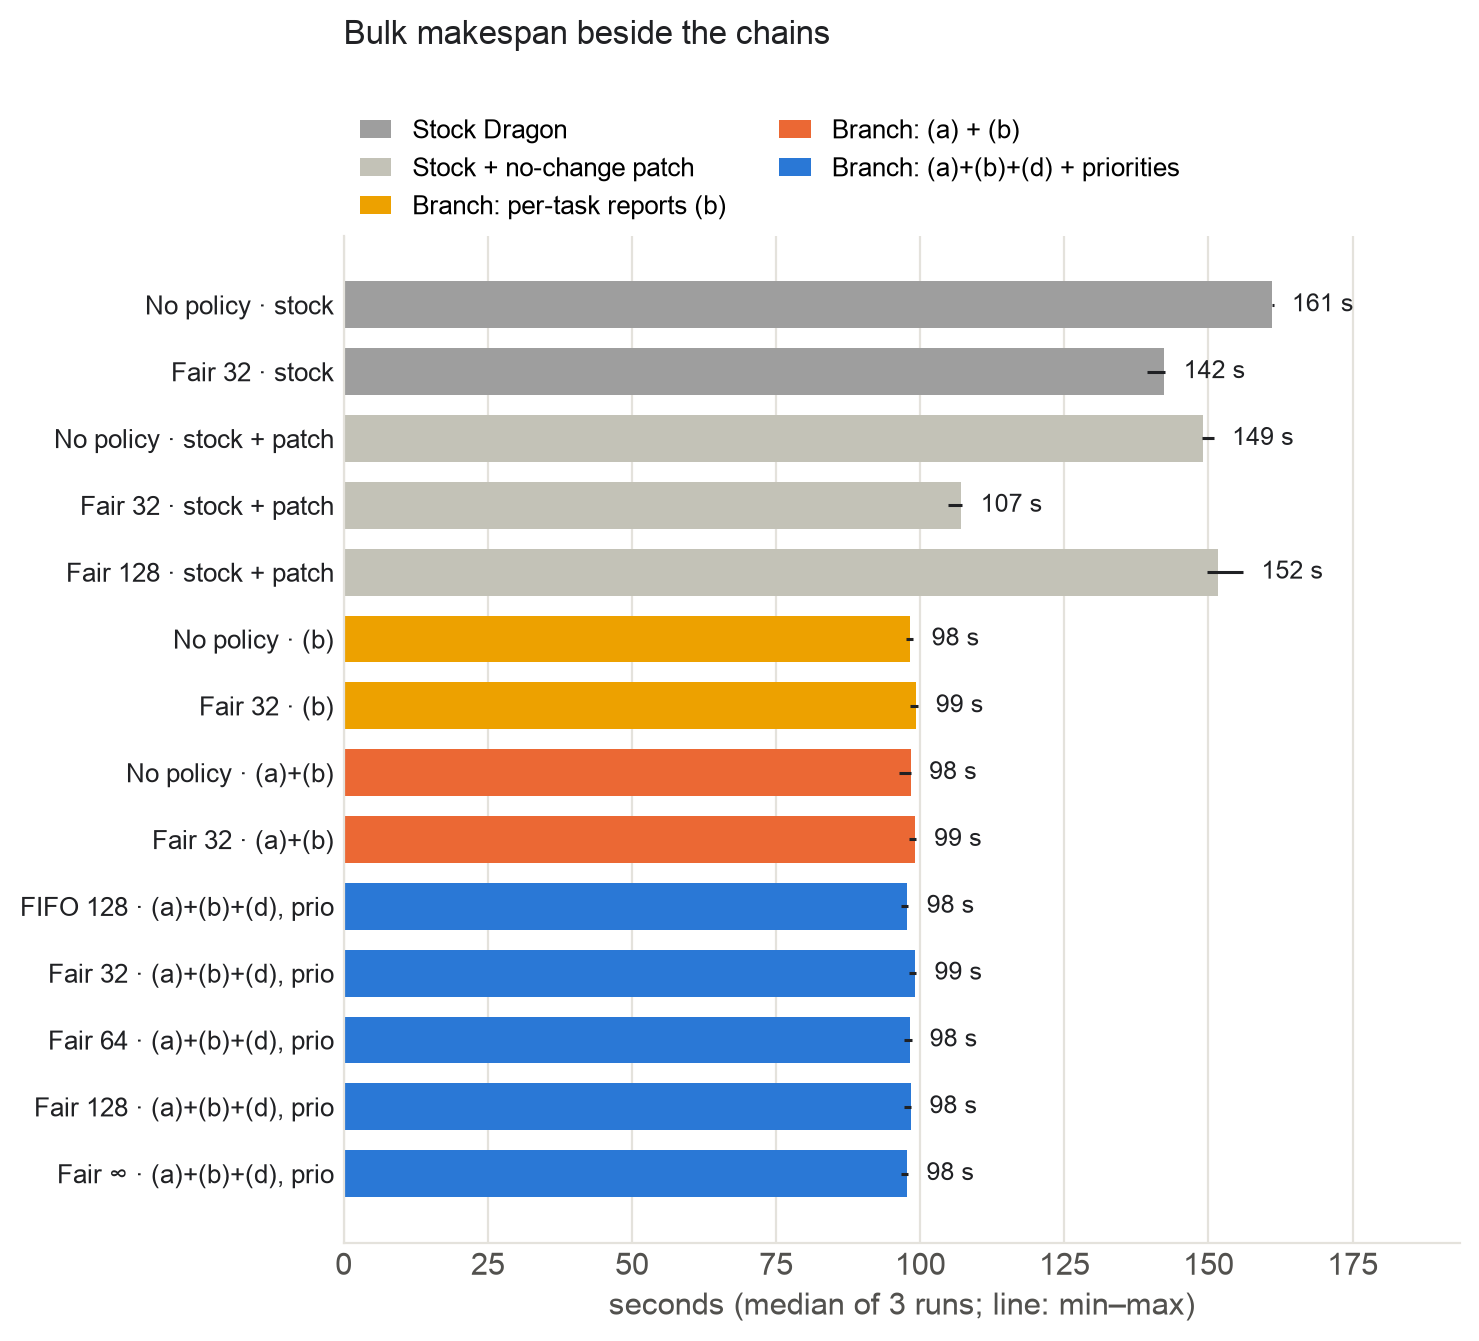 Bulk makespan beside the chains
Stock Dragon
Stock + no-change patch
Branch: per-task reports (b)
Branch: (a) + (b)
Branch: (a)+(b)+(d) + priorities
No policy · stock
161 s
Fair 32 · stock
142 s
No policy · stock + patch
149 s
Fair 32 · stock + patch
107 s
Fair 128 · stock + patch
152 s
No policy · (b)
98 s
Fair 32 · (b)
99 s
No policy · (a)+(b)
98 s
Fair 32 · (a)+(b)
99 s
FIFO 128 · (a)+(b)+(d), prio
98 s
Fair 32 · (a)+(b)+(d), prio
99 s
Fair 64 · (a)+(b)+(d), prio
98 s
Fair 128 · (a)+(b)+(d), prio
98 s
Fair ∞ · (a)+(b)+(d), prio
98 s
0 25 50 75 100 125 150 175
seconds (median of 3 runs; line: min–max)